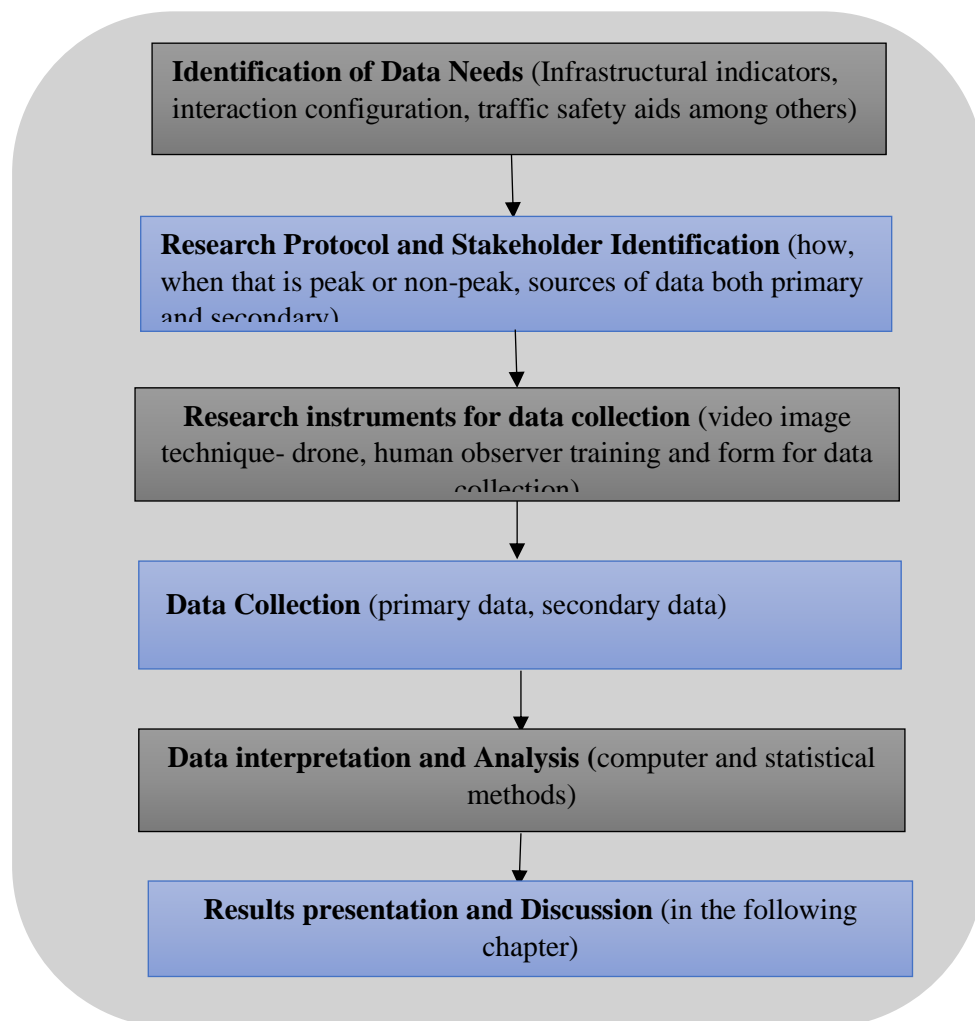 Identification of Data Needs (Infrastructural indicators,
interaction configuration, traffic safety aids among others)
Research Protocol and Stakeholder Identification (how,
when that is peak or non-peak, sources of data both primary
and secondary)
Research instruments for data collection (video image
technique- drone, human observer training and form for data
collection)
Data Collection (primary data, secondary data)
Data interpretation and Analysis (computer and statistical
methods)
Results presentation and Discussion (in the following
chapter)